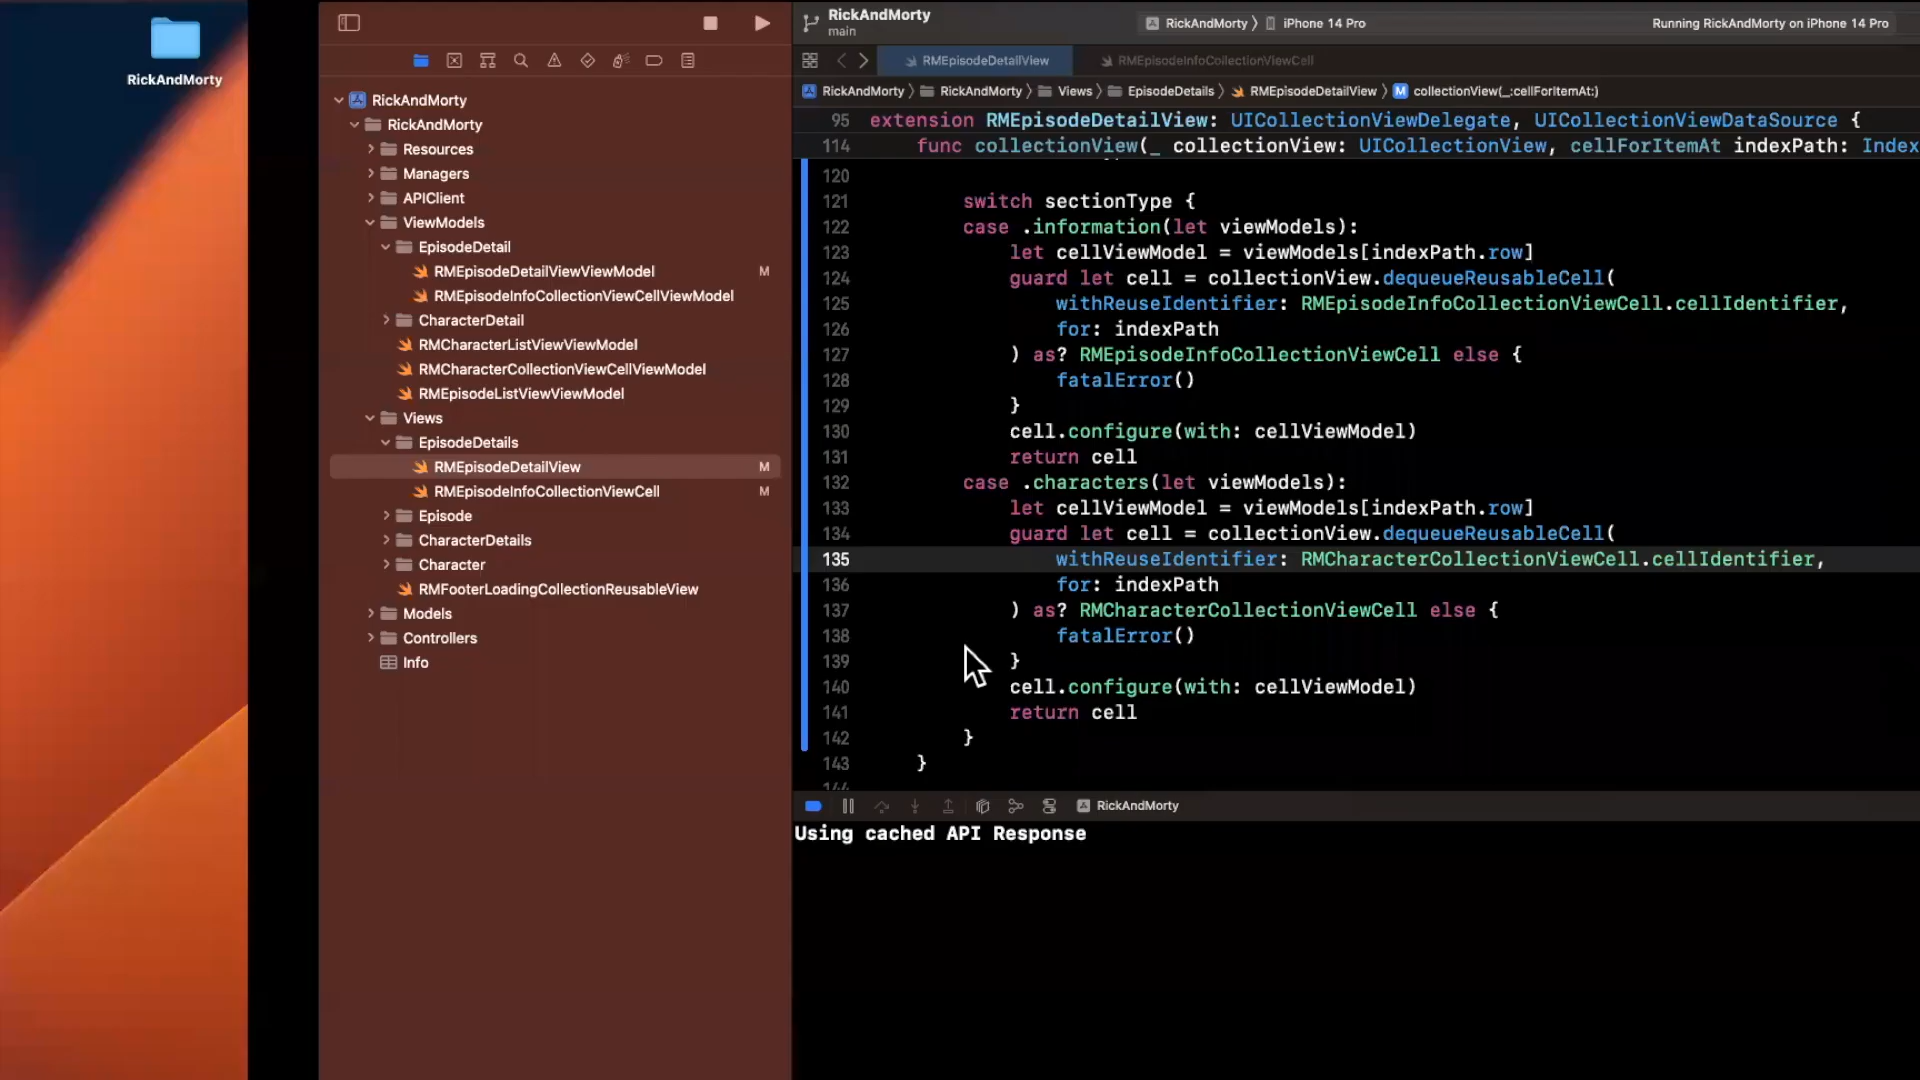 RickAndMorty
RickAndMorty
main
RickAndMorty
iPhone 14 Pro
Running RickAndMorty on iPhone 14 Pro
RMEpisodeDetailView
RMEpisodeInfoCollectionViewCell
RickAndMorty
RickAndMorty
Views
EpisodeDetails
RMEpisodeDetailView
M collectionView(_:cellForItemAt:)
RickAndMorty
RickAndMorty
Resources
Managers
APIClient
ViewModels
EpisodeDetail
RMEpisodeDetailViewViewModel M
RMEpisodeInfoCollectionViewCellViewModel
CharacterDetail
RMCharacterListViewViewModel
RMCharacterCollectionViewCellViewModel
RMEpisodeListViewViewModel
Views
EpisodeDetails
RMEpisodeDetailView M
RMEpisodeInfoCollectionViewCell M
Episode
CharacterDetails
Character
RMFooterLoadingCollectionReusableView
Models
Controllers
Info
95 extension RMEpisodeDetailView: UICollectionViewDelegate, UICollectionViewDataSource {
114 func collectionView(_ collectionView: UICollectionView, cellForItemAt indexPath: Index
120
121 switch sectionType {
122 case .information(let viewModels):
123 let cellViewModel = viewModels[indexPath.row]
124 guard let cell = collectionView.dequeueReusableCell(
125 withReuseIdentifier: RMEpisodeInfoCollectionViewCell.cellIdentifier,
126 for: indexPath
127 ) as? RMEpisodeInfoCollectionViewCell else {
128 fatalError()
129 }
130 cell.configure(with: cellViewModel)
131 return cell
132 case .characters(let viewModels):
133 let cellViewModel = viewModels[indexPath.row]
134 guard let cell = collectionView.dequeueReusableCell(
135 withReuseIdentifier: RMCharacterCollectionViewCell.cellIdentifier,
136 for: indexPath
137 ) as? RMCharacterCollectionViewCell else {
138 fatalError()
139 }
140 cell.configure(with: cellViewModel)
141 return cell
142 }
143 }
RickAndMorty
Using cached API Response